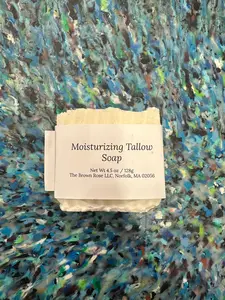 Moisturizing Tallow
Soap
Net Wt 4.5 oz / 128g
The Brown Rose LLC, Norfolk, MA 02056